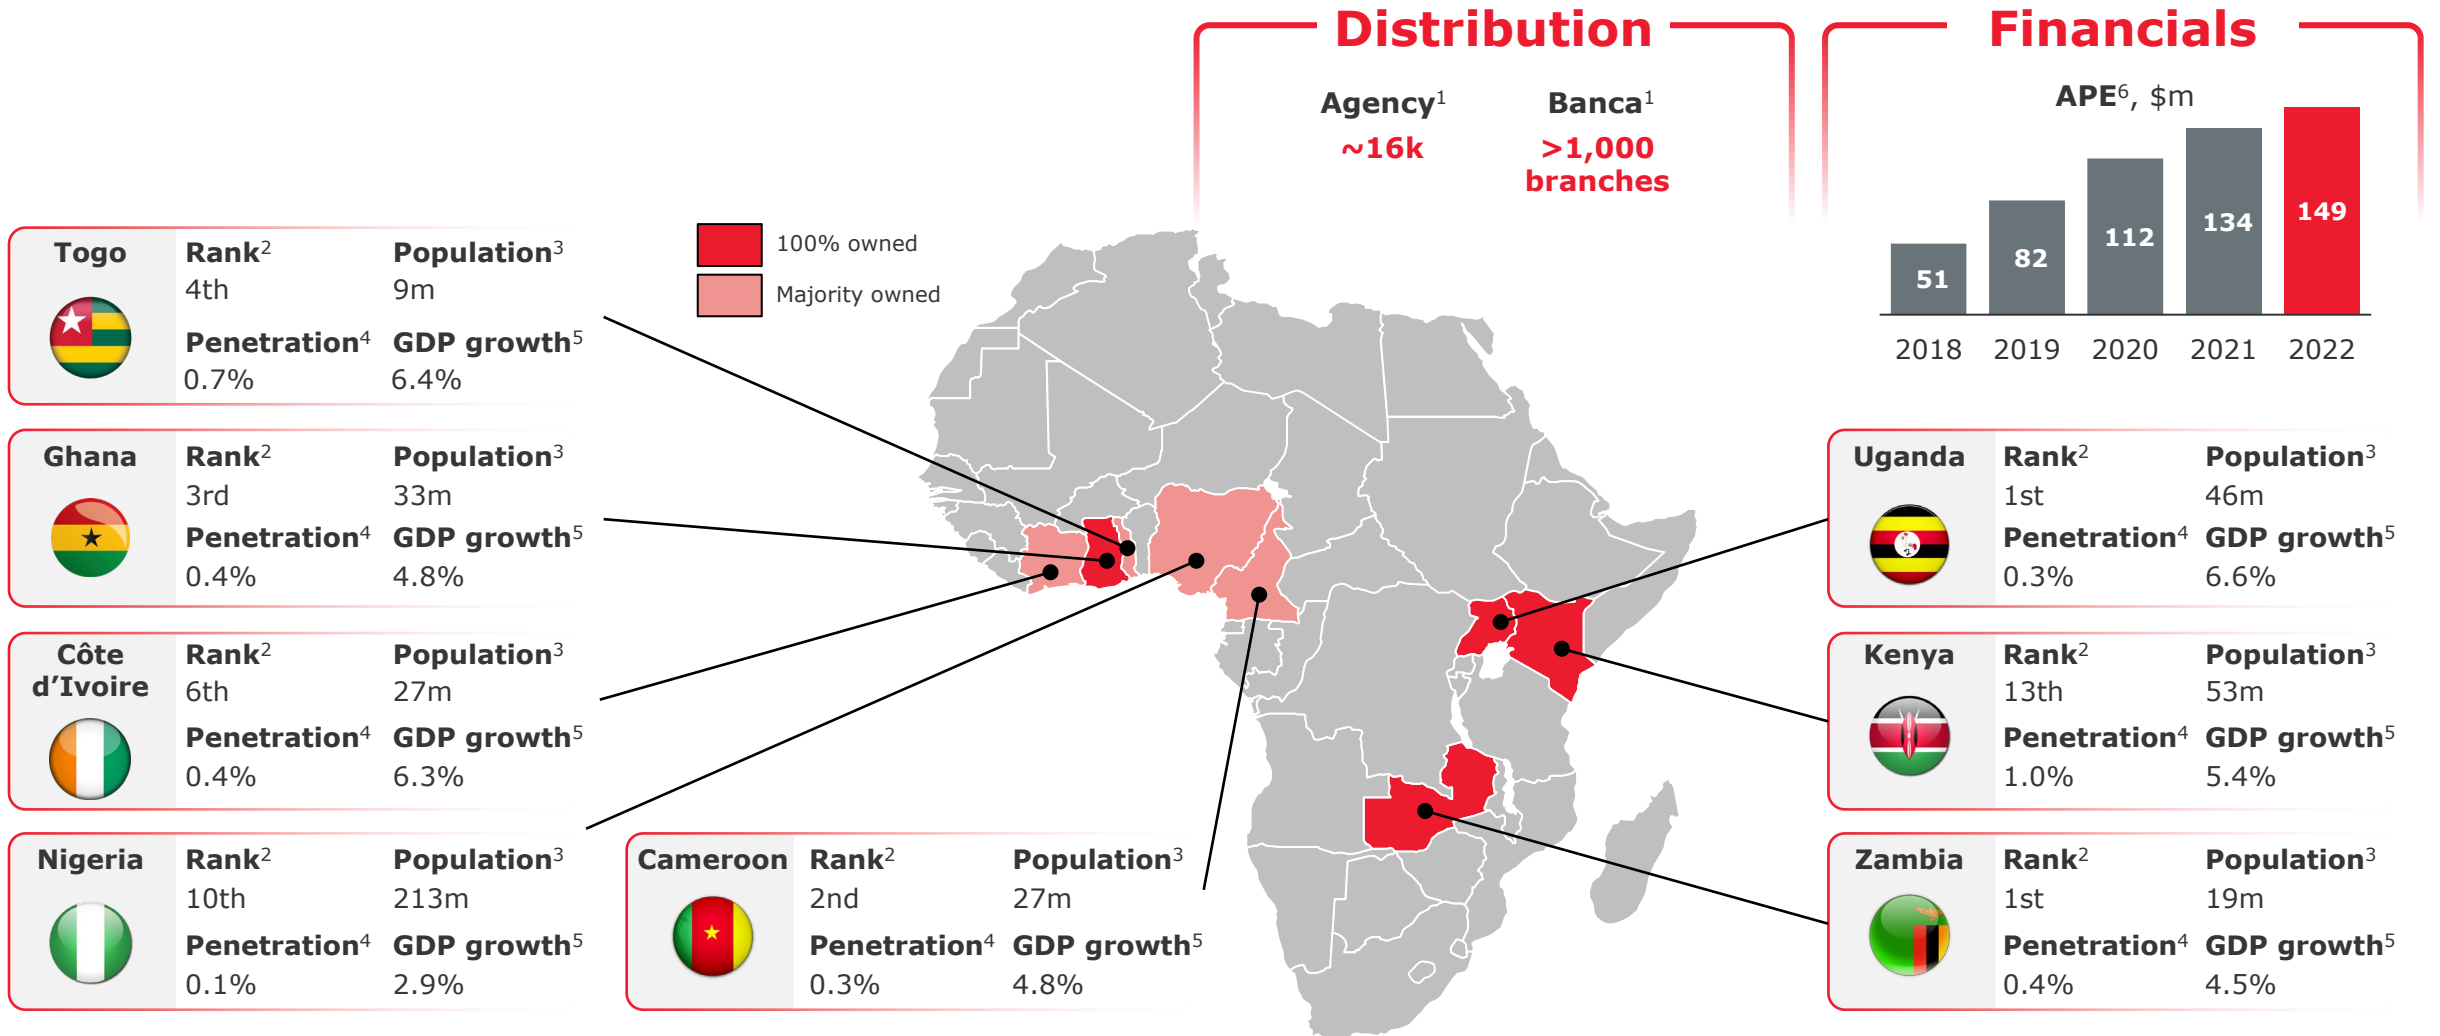 Distribution
Agency1 Banca1
~16k >1,000
branches
Financials
APE6, $m
51 82 112 134 149
2018 2019 2020 2021 2022
100% owned
Majority owned
Togo
Rank2 Population3
4th 9m
Penetration4 GDP growth5
0.7% 6.4%
Ghana
Rank2 Population3
3rd 33m
Penetration4 GDP growth5
0.4% 4.8%
Côte
d’Ivoire
Rank2 Population3
6th 27m
Penetration4 GDP growth5
0.4% 6.3%
Nigeria
Rank2 Population3
10th 213m
Penetration4 GDP growth5
0.1% 2.9%
Cameroon
Rank2 Population3
2nd 27m
Penetration4 GDP growth5
0.3% 4.8%
Uganda
Rank2 Population3
1st 46m
Penetration4 GDP growth5
0.3% 6.6%
Kenya
Rank2 Population3
13th 53m
Penetration4 GDP growth5
1.0% 5.4%
Zambia
Rank2 Population3
1st 19m
Penetration4 GDP growth5
0.4% 4.5%